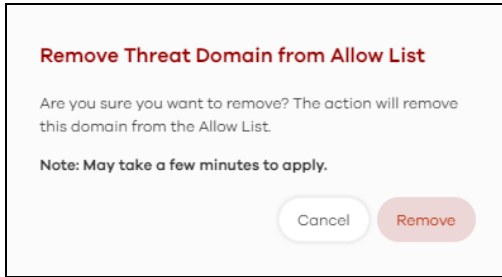 Remove Threat Domain from Allow List
Are you sure you want to remove? The action will remove
this domain from the Allow List.
Note: May take a few minutes to apply.
Cancel
Remove